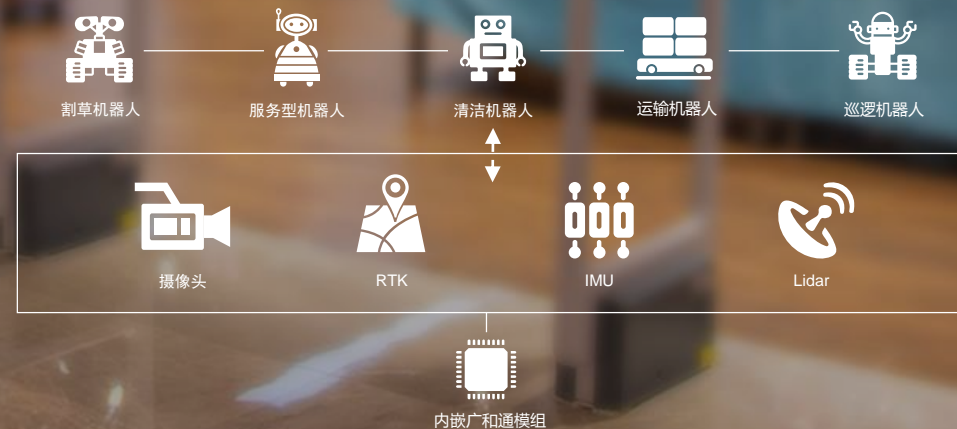 割草机器人
服务型机器人
清洁机器人
运输机器人
巡逻机器人
摄像头
RTK
IMU
Lidar
内嵌广和通模组